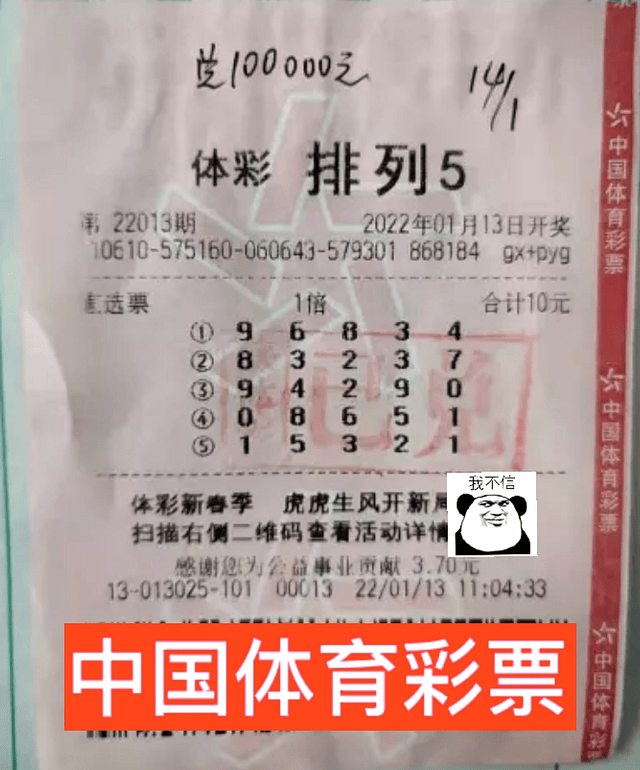 兑100000元
14/1
体彩 排列5
第 22013期 2022年01月13日开奖
10610-575160-060643-579301 868184 gx+pyg
直选票 1倍 合计10元
① 9 6 8 3 4
② 8 3 2 3 7
③ 9 4 2 9 0
④ 0 8 6 5 1
⑤ 1 5 3 2 1
已兑
体彩新春季 虎虎生风开新局
我不信
扫描右侧二维码查看活动详情
感谢您为公益事业贡献 3.70元
13-013025-101 00013 22/01/13 11:04:33
中国体育彩票
中国体育彩票
中国体育彩票
中国体育彩票